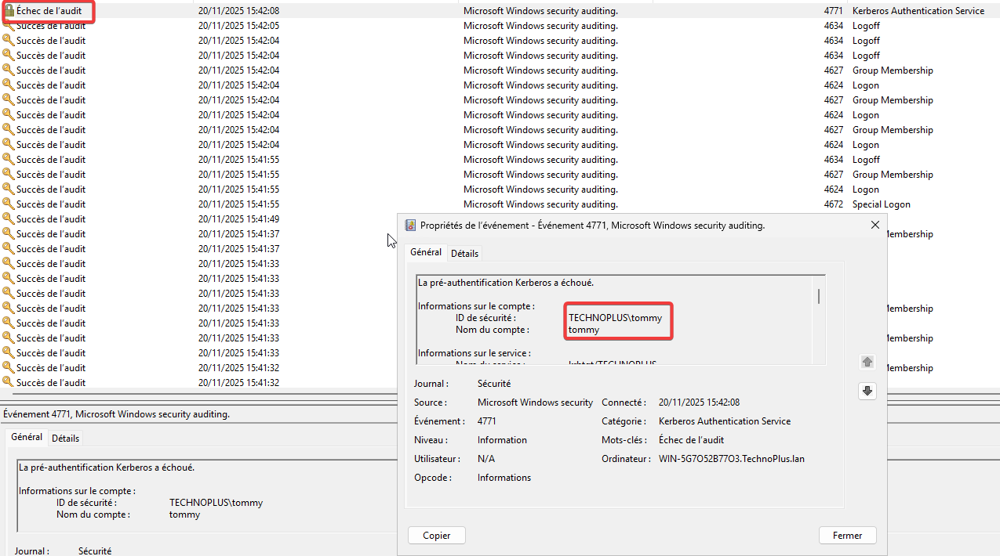 Échec de l'audit 20/11/2025 15:42:08 Microsoft Windows security auditing. 4771 Kerberos Authentication Service
Succès de l'audit 20/11/2025 15:42:05 Microsoft Windows security auditing. 4634 Logoff
Succès de l'audit 20/11/2025 15:42:04 Microsoft Windows security auditing. 4634 Logoff
Succès de l'audit 20/11/2025 15:42:04 Microsoft Windows security auditing. 4634 Logoff
Succès de l'audit 20/11/2025 15:42:04 Microsoft Windows security auditing. 4627 Group Membership
Succès de l'audit 20/11/2025 15:42:04 Microsoft Windows security auditing. 4624 Logon
Succès de l'audit 20/11/2025 15:42:04 Microsoft Windows security auditing. 4627 Group Membership
Succès de l'audit 20/11/2025 15:42:04 Microsoft Windows security auditing. 4624 Logon
Succès de l'audit 20/11/2025 15:42:04 Microsoft Windows security auditing. 4627 Group Membership
Succès de l'audit 20/11/2025 15:42:04 Microsoft Windows security auditing. 4624 Logon
Succès de l'audit 20/11/2025 15:41:55 Microsoft Windows security auditing. 4634 Logoff
Succès de l'audit 20/11/2025 15:41:55 Microsoft Windows security auditing. 4627 Group Membership
Succès de l'audit 20/11/2025 15:41:55 Microsoft Windows security auditing. 4624 Logon
Succès de l'audit 20/11/2025 15:41:55 Microsoft Windows security auditing. 4672 Special Logon
Succès de l'audit 20/11/2025 15:41:49
Succès de l'audit 20/11/2025 15:41:37 Membership
Succès de l'audit 20/11/2025 15:41:37
Succès de l'audit 20/11/2025 15:41:33
Succès de l'audit 20/11/2025 15:41:33
Succès de l'audit 20/11/2025 15:41:33
Succès de l'audit 20/11/2025 15:41:33 Membership
Succès de l'audit 20/11/2025 15:41:33
Succès de l'audit 20/11/2025 15:41:33 Membership
Succès de l'audit 20/11/2025 15:41:33
Succès de l'audit 20/11/2025 15:41:32 Membership
Succès de l'audit 20/11/2025 15:41:32
Événement 4771, Microsoft Windows security auditing.
Général Détails
La pré-authentification Kerberos a échoué.
Informations sur le compte :
ID de sécurité : TECHNOPLUS\tommy
Nom du compte : tommy
Journal : Sécurité
Propriétés de l'événement - Événement 4771, Microsoft Windows security auditing.
Général Détails
La pré-authentification Kerberos a échoué.
Informations sur le compte :
ID de sécurité : TECHNOPLUS\tommy
Nom du compte : tommy
Informations sur le service :
Nom du service : krbtgt/TECHNOPLUS
Journal : Sécurité
Source : Microsoft Windows security Connecté : 20/11/2025 15:42:08
Événement : 4771 Catégorie : Kerberos Authentication Service
Niveau : Information Mots-clés : Échec de l'audit
Utilisateur : N/A Ordinateur : WIN-5G7O52B77O3.TechnoPlus.lan
Opcode : Informations
Copier Fermer